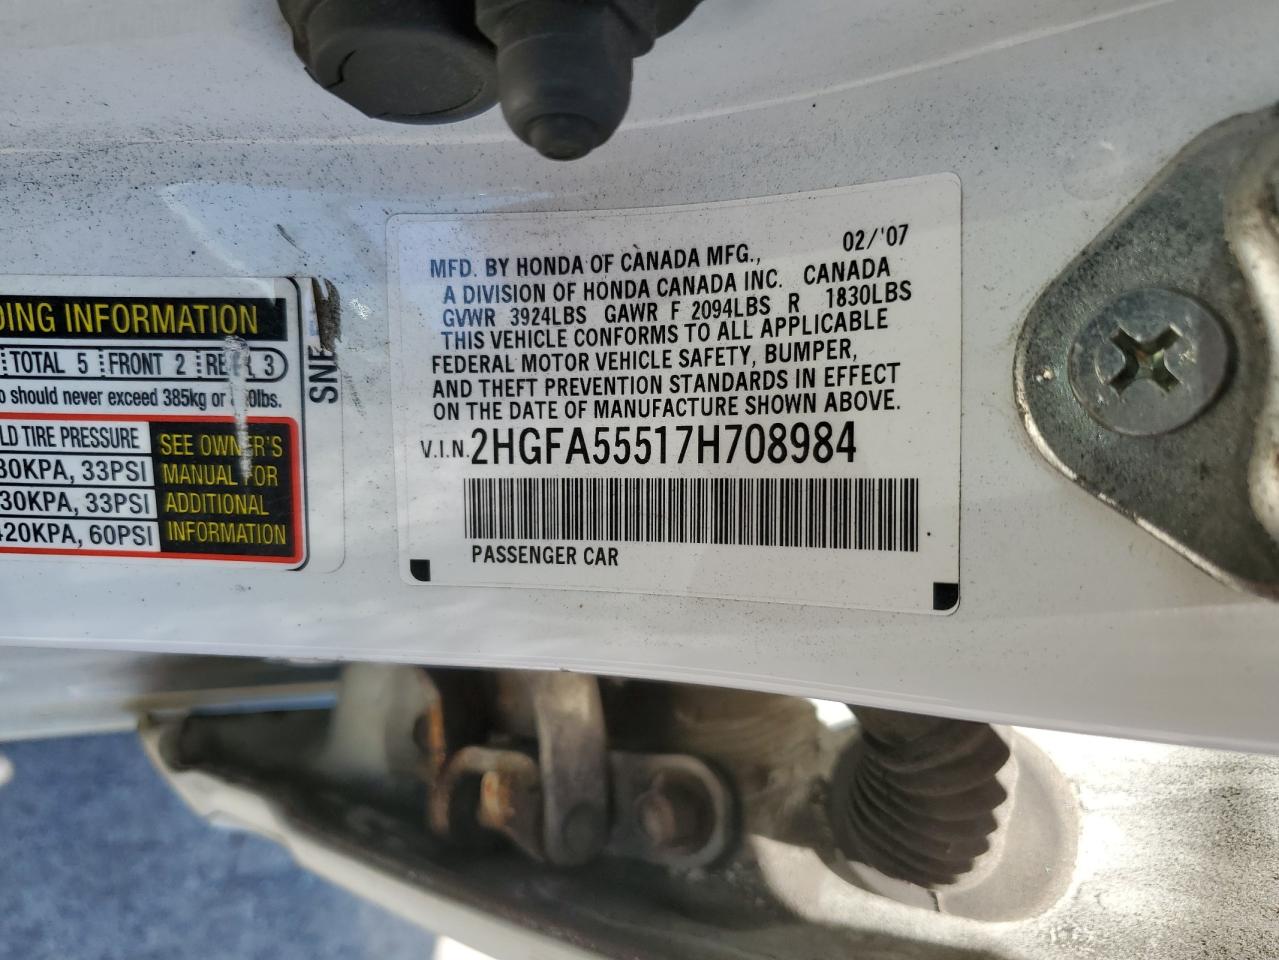 02/'07
MFD. BY HONDA OF CANADA MFG.,
A DIVISION OF HONDA CANADA INC. CANADA
GVWR 3924LBS GAWR F 2094LBS R 1830LBS
THIS VEHICLE CONFORMS TO ALL APPLICABLE
FEDERAL MOTOR VEHICLE SAFETY, BUMPER,
AND THEFT PREVENTION STANDARDS IN EFFECT
ON THE DATE OF MANUFACTURE SHOWN ABOVE.
V.I.N. 2HGFA55517H708984
PASSENGER CAR
DING INFORMATION
TOTAL 5 FRONT 2 3
should never exceed 385kg or
LD TIRE PRESSURE
30KPA, 33PSI
30KPA, 33PSI
420KPA, 60PSI
SEE OWNER'S
MANUAL FOR
ADDITIONAL
INFORMATION
SNE